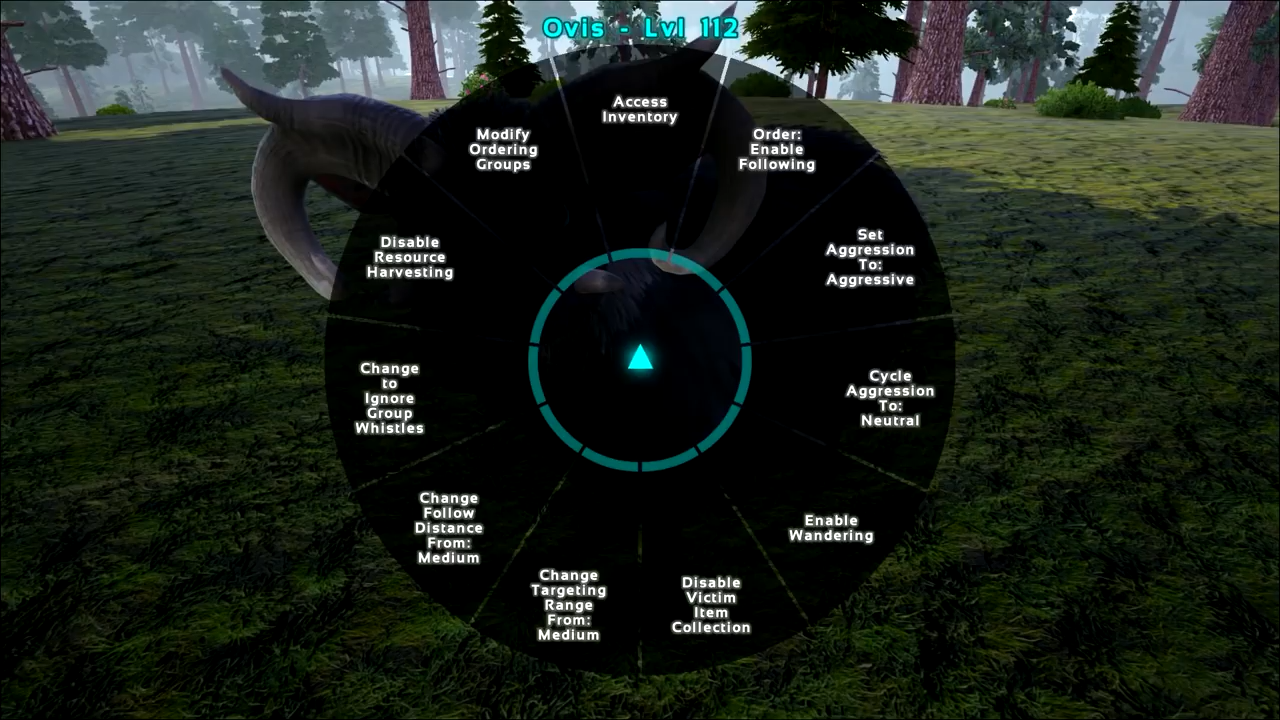 Ovis - Lvl 112
Access
Inventory
Order:
Enable
Following
Set
Aggression
To:
Aggressive
Cycle
Aggression
To:
Neutral
Enable
Wandering
Disable
Victim
Item
Collection
Change
Targeting
Range
From:
Medium
Change
Follow
Distance
From:
Medium
Change
to
Ignore
Group
Whistles
Disable
Resource
Harvesting
Modify
Ordering
Groups